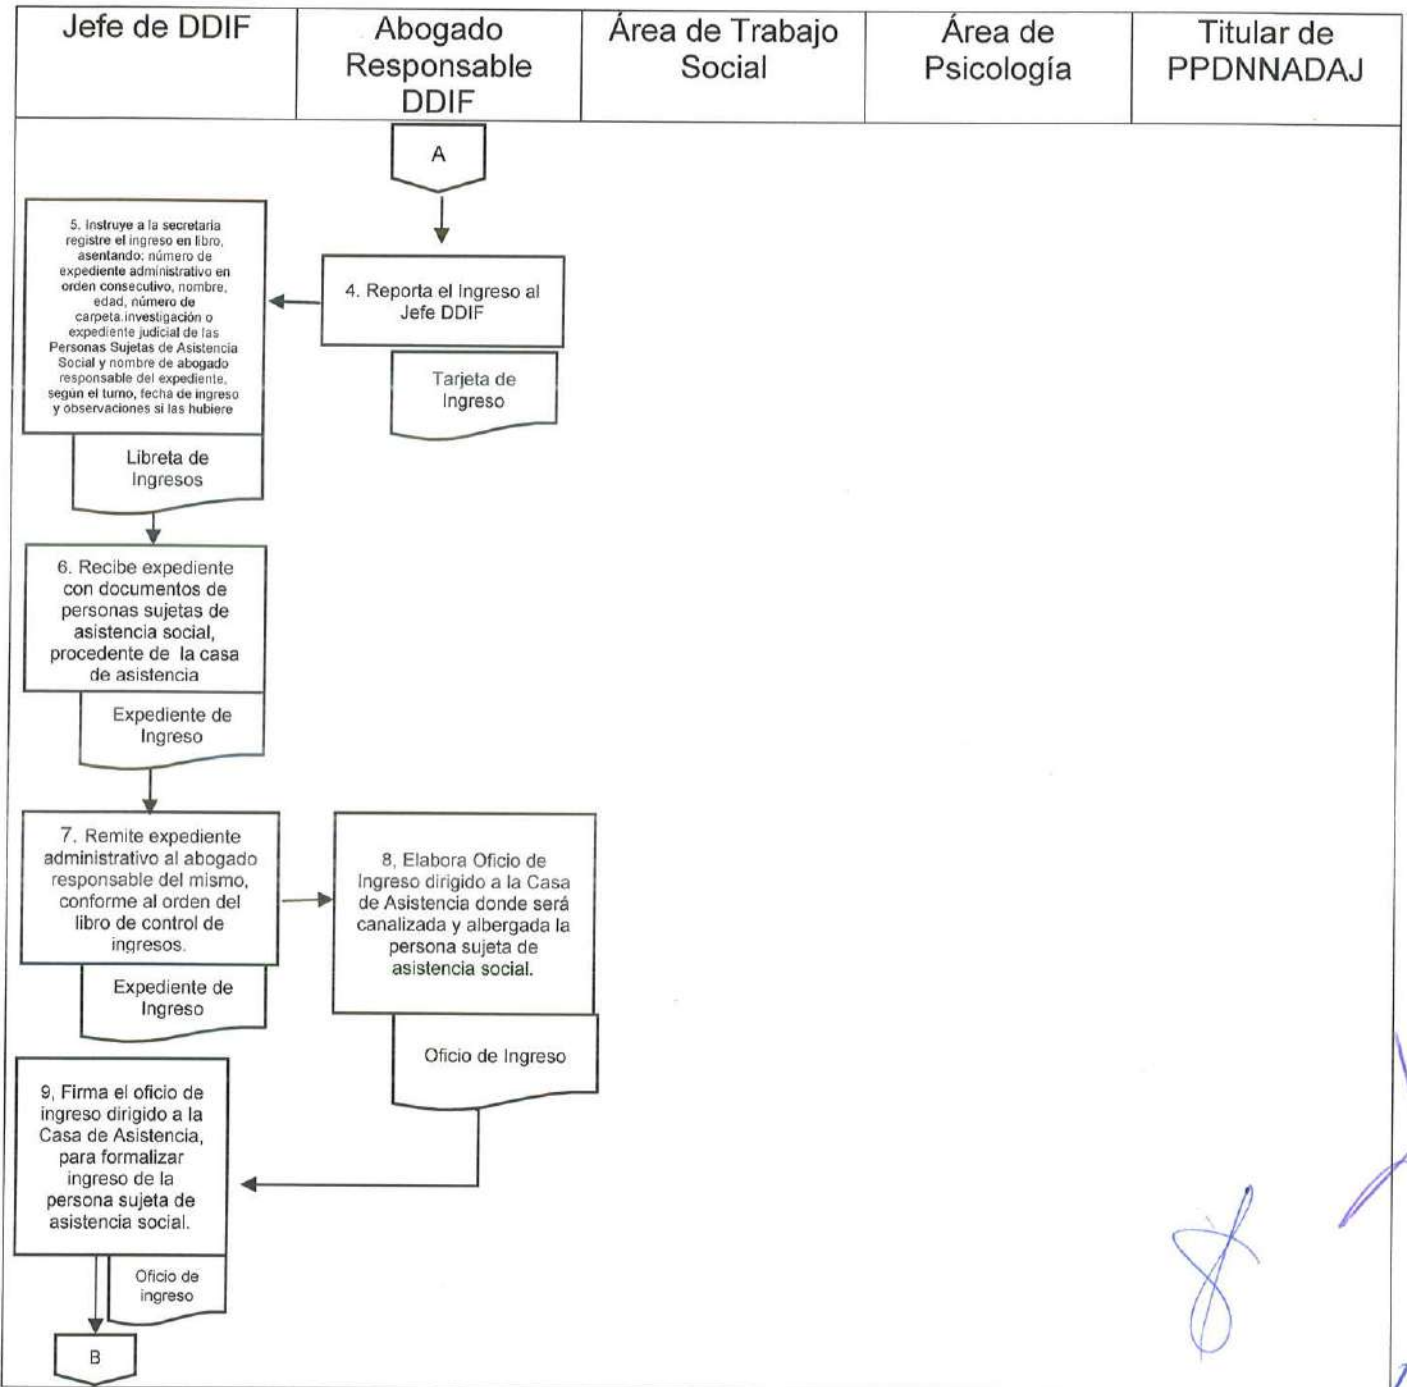 Jefe de DDIF
Abogado
Responsable
DDIF
Área de Trabajo
Social
Área de
Psicología
Titular de
PPDNNADAJ
A
5. Instruye a la secretaria
registre el ingreso en libro,
asentando: número de
expediente administrativo en
orden consecutivo, nombre,
edad, número de
carpeta.investigación o
expediente judicial de las
Personas Sujetas de Asistencia
Social y nombre de abogado
responsable del expediente,
según el turno, fecha de ingreso
y observaciones si las hubiere
Libreta de
Ingresos
4. Reporta el Ingreso al
Jefe DDIF
Tarjeta de
Ingreso
6. Recibe expediente
con documentos de
personas sujetas de
asistencia social,
procedente de la casa
de asistencia
Expediente de
Ingreso
7. Remite expediente
administrativo al abogado
responsable del mismo,
conforme al orden del
libro de control de
ingresos.
Expediente de
Ingreso
8, Elabora Oficio de
Ingreso dirigido a la Casa
de Asistencia donde será
canalizada y albergada la
persona sujeta de
asistencia social.
Oficio de Ingreso
9, Firma el oficio de
ingreso dirigido a la
Casa de Asistencia,
para formalizar
ingreso de la
persona sujeta de
asistencia social.
Oficio de
ingreso
B